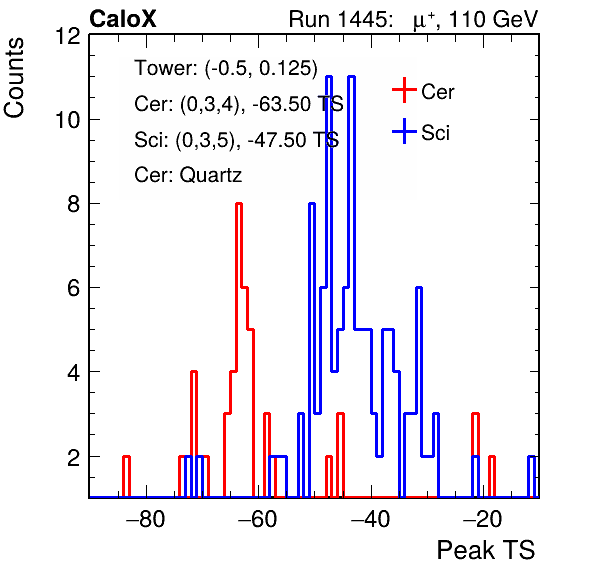 CaloX Run 1445: μ⁺, 110 GeV
Counts
12
10
8
6
4
2
Tower: (-0.5, 0.125)
Cer: (0,3,4), -63.50 TS
Sci: (0,3,5), -47.50 TS
Cer: Quartz
Cer
Sci
−80 −60 −40 −20
Peak TS